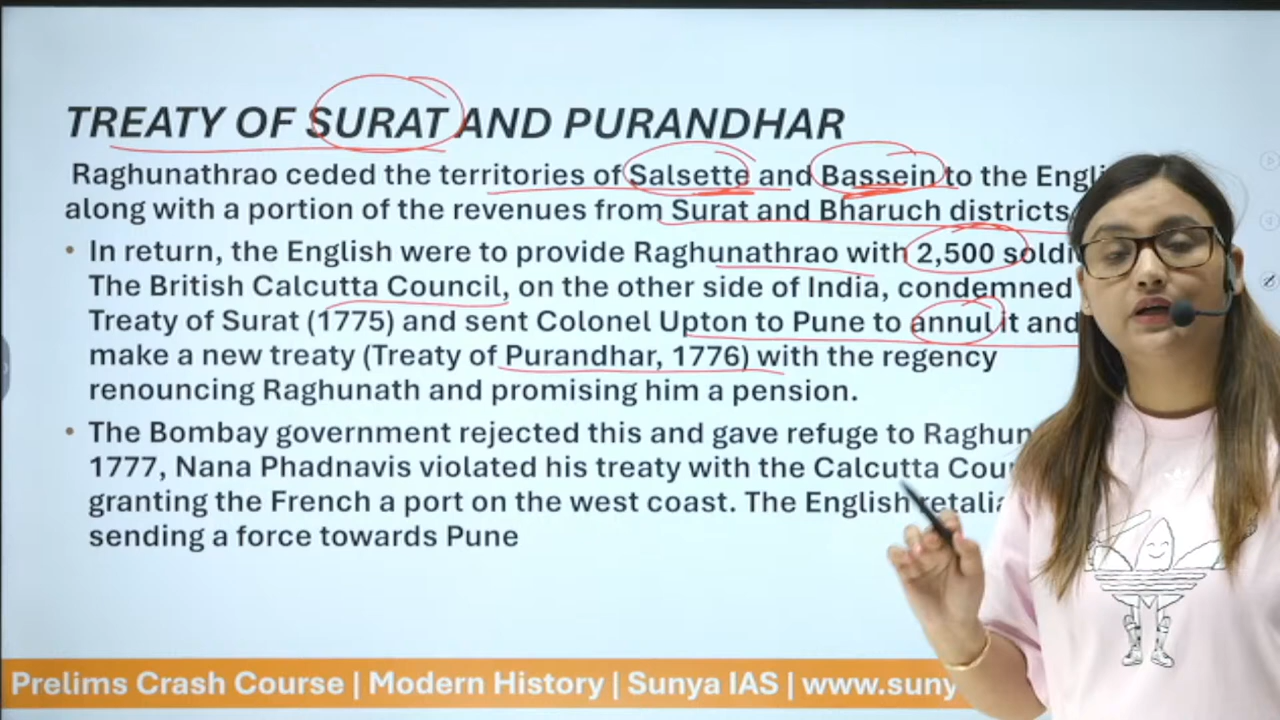 TREATY OF SURAT AND PURANDHAR
Raghunathrao ceded the territories of Salsette and Bassein to the
along with a portion of the revenues from Surat and Bharuch districts
• In return, the English were to provide Raghunathrao with 2,500
The British Calcutta Council, on the other side of India, condemned
Treaty of Surat (1775) and sent Colonel Upton to Pune to annul it and
make a new treaty (Treaty of Purandhar, 1776) with the regency
renouncing Raghunath and promising him a pension.
• The Bombay government rejected this and gave refuge to
1777, Nana Phadnavis violated his treaty with the Calcutta
granting the French a port on the west coast. The English
sending a force towards Pune
Prelims Crash Course | Modern History | Sunya IAS |